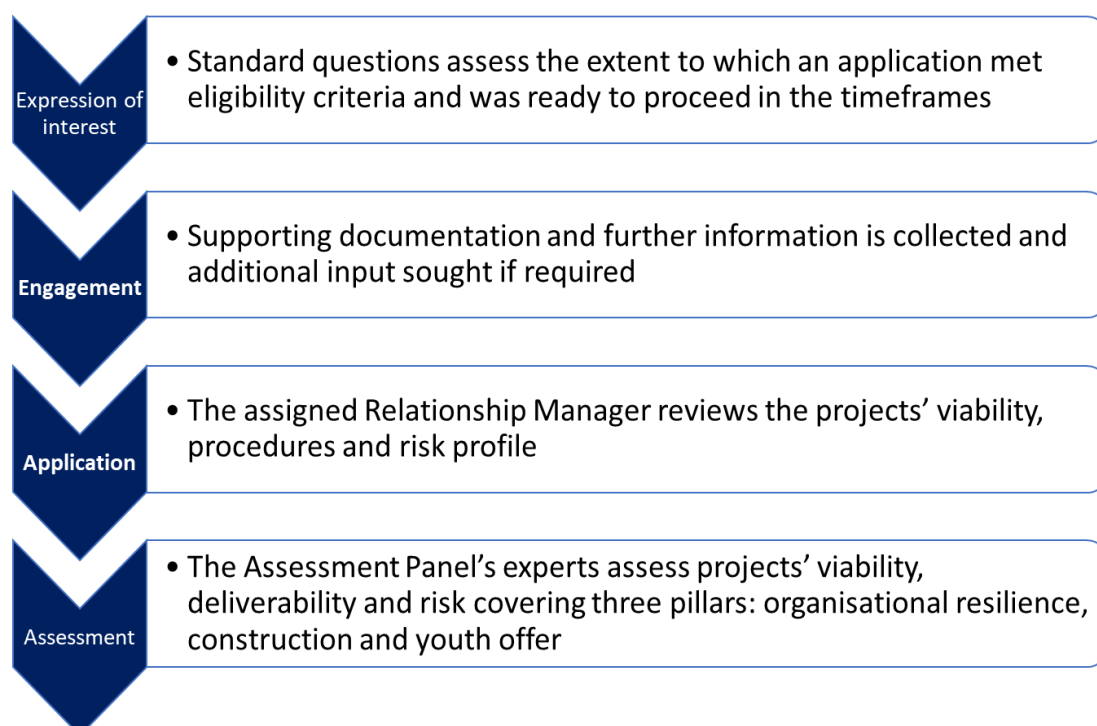 Expression of
interest
• Standard questions assess the extent to which an application met
eligibility criteria and was ready to proceed in the timeframes
Engagement
• Supporting documentation and further information is collected and
additional input sought if required
Application
• The assigned Relationship Manager reviews the projects’ viability,
procedures and risk profile
Assessment
• The Assessment Panel’s experts assess projects’ viability,
deliverability and risk covering three pillars: organisational resilience,
construction and youth offer